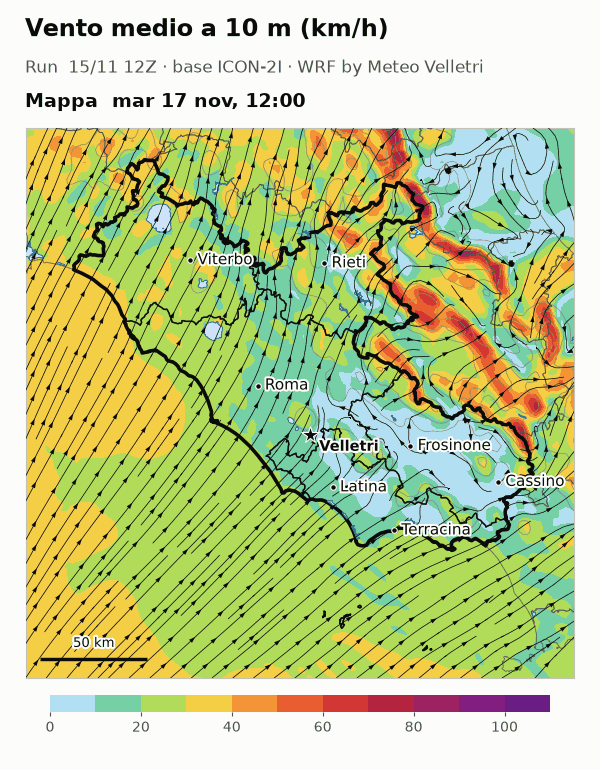 Vento medio a 10 m (km/h)
Run  15/11 12Z · base ICON-2I · WRF by Meteo Velletri
Mappa  mar 17 nov, 12:00
Viterbo
Rieti
Roma
Velletri
Frosinone
Latina
Cassino
Terracina
50 km
0 20 40 60 80 100